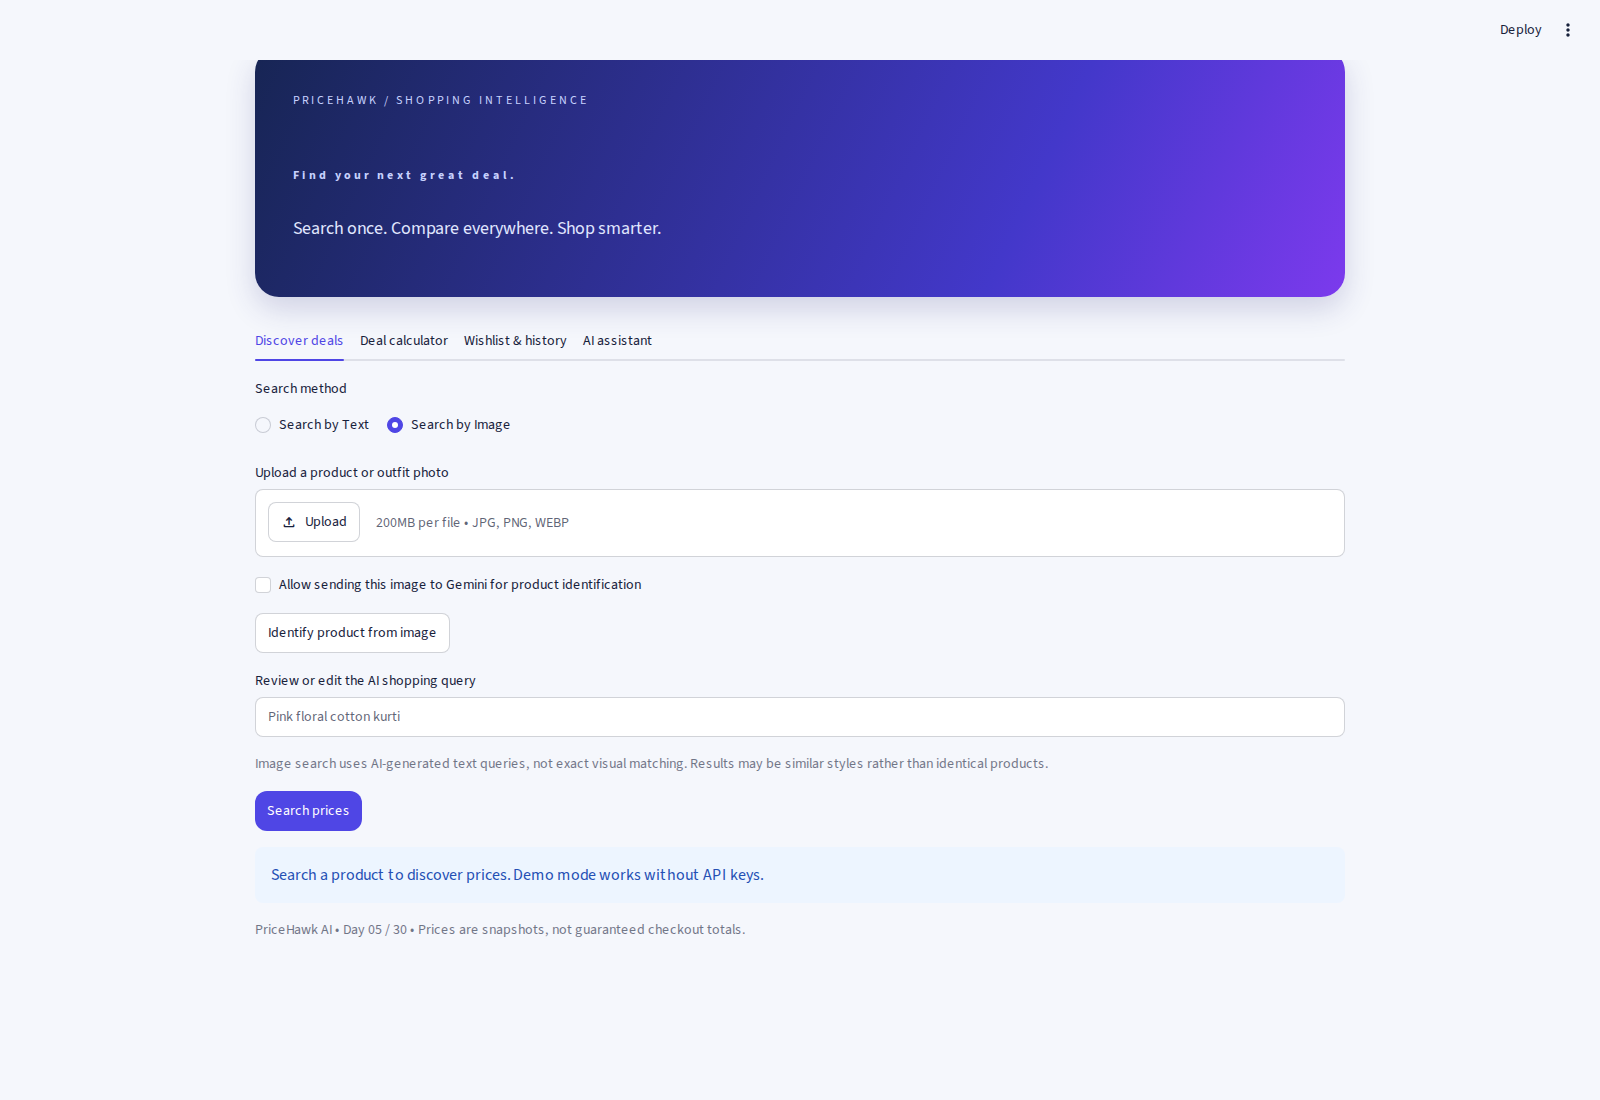 Deploy
PRICEHAWK / SHOPPING INTELLIGENCE
Find your next great deal.
Search once. Compare everywhere. Shop smarter.
Discover deals Deal calculator Wishlist & history AI assistant
Search method
Search by Text Search by Image
Upload a product or outfit photo
Upload 200MB per file • JPG, PNG, WEBP
Allow sending this image to Gemini for product identification
Identify product from image
Review or edit the AI shopping query
Pink floral cotton kurti
Image search uses AI-generated text queries, not exact visual matching. Results may be similar styles rather than identical products.
Search prices
Search a product to discover prices. Demo mode works without API keys.
PriceHawk AI • Day 05 / 30 • Prices are snapshots, not guaranteed checkout totals.